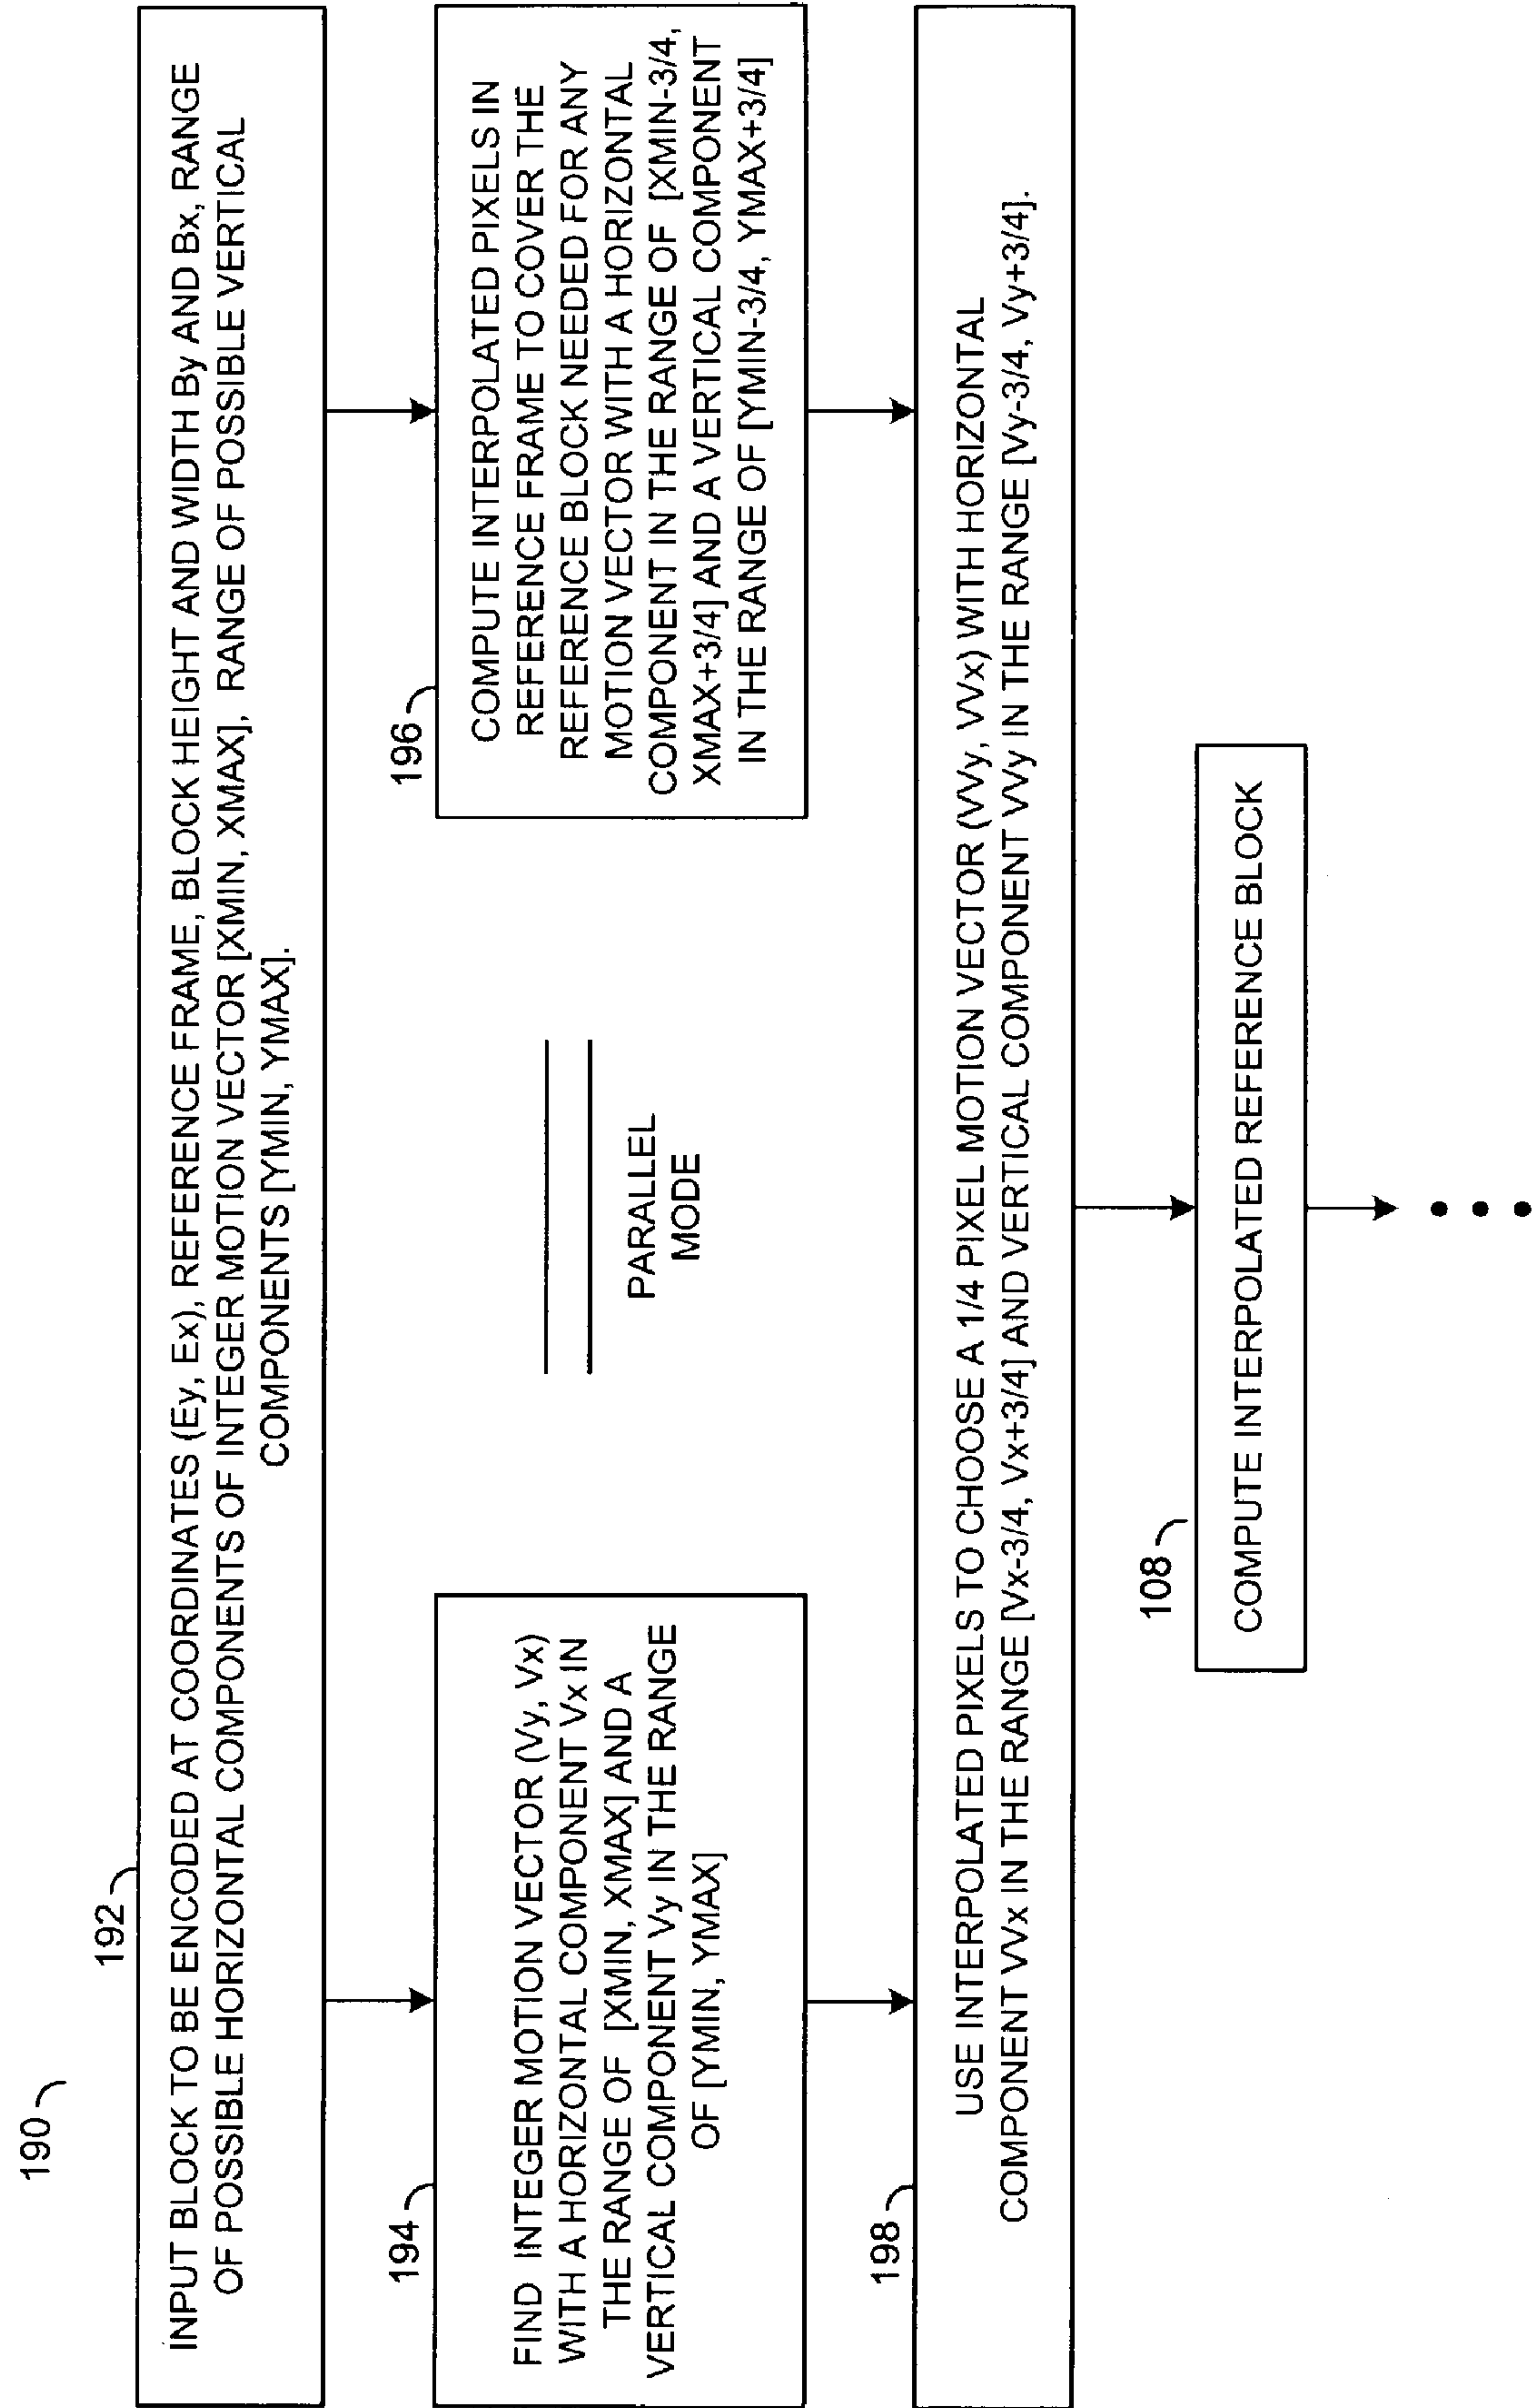 190
192
INPUT BLOCK TO BE ENCODED AT COORDINATES (Ey, Ex), REFERENCE FRAME, BLOCK HEIGHT AND WIDTH By AND Bx, RANGE
OF POSSIBLE HORIZONTAL COMPONENTS OF INTEGER MOTION VECTOR [XMIN, XMAX], RANGE OF POSSIBLE VERTICAL
COMPONENTS [YMIN, YMAX].
194
FIND INTEGER MOTION VECTOR (Vy, Vx)
WITH A HORIZONTAL COMPONENT Vx IN
THE RANGE OF [XMIN, XMAX] AND A
VERTICAL COMPONENT Vy IN THE RANGE
OF [YMIN, YMAX]
PARALLEL
MODE
196
COMPUTE INTERPOLATED PIXELS IN
REFERENCE FRAME TO COVER THE
REFERENCE BLOCK NEEDED FOR ANY
MOTION VECTOR WITH A HORIZONTAL
COMPONENT IN THE RANGE OF [XMIN-3/4,
XMAX+3/4] AND A VERTICAL COMPONENT
IN THE RANGE OF [YMIN-3/4, YMAX+3/4]
198
USE INTERPOLATED PIXELS TO CHOOSE A 1/4 PIXEL MOTION VECTOR (VVy, VVx) WITH HORIZONTAL
COMPONENT VVx IN THE RANGE [Vx-3/4, Vx+3/4] AND VERTICAL COMPONENT VVy IN THE RANGE [Vy-3/4, Vy+3/4].
108
COMPUTE INTERPOLATED REFERENCE BLOCK